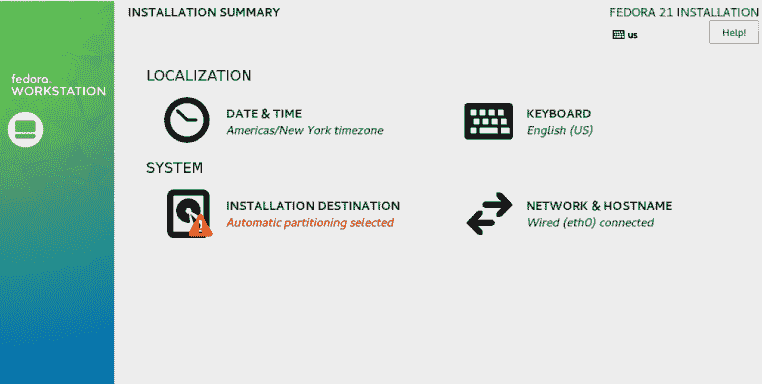 INSTALLATION SUMMARY
FEDORA 21 INSTALLATION
us
Help!
fedora.
WORKSTATION
LOCALIZATION
DATE & TIME
Americas/New York timezone
KEYBOARD
English (US)
SYSTEM
INSTALLATION DESTINATION
Automatic partitioning selected
NETWORK & HOSTNAME
Wired (eth0) connected